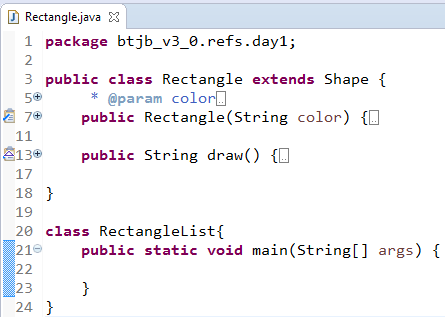 Rectangle.java
1 package btjb_v3_0.refs.day1;
2
3 public class Rectangle extends Shape {
5 * @param color
7 public Rectangle(String color) {
11
13 public String draw() {
17
18 }
19
20 class RectangleList{
21 public static void main(String[] args) {
22
23 }
24 }